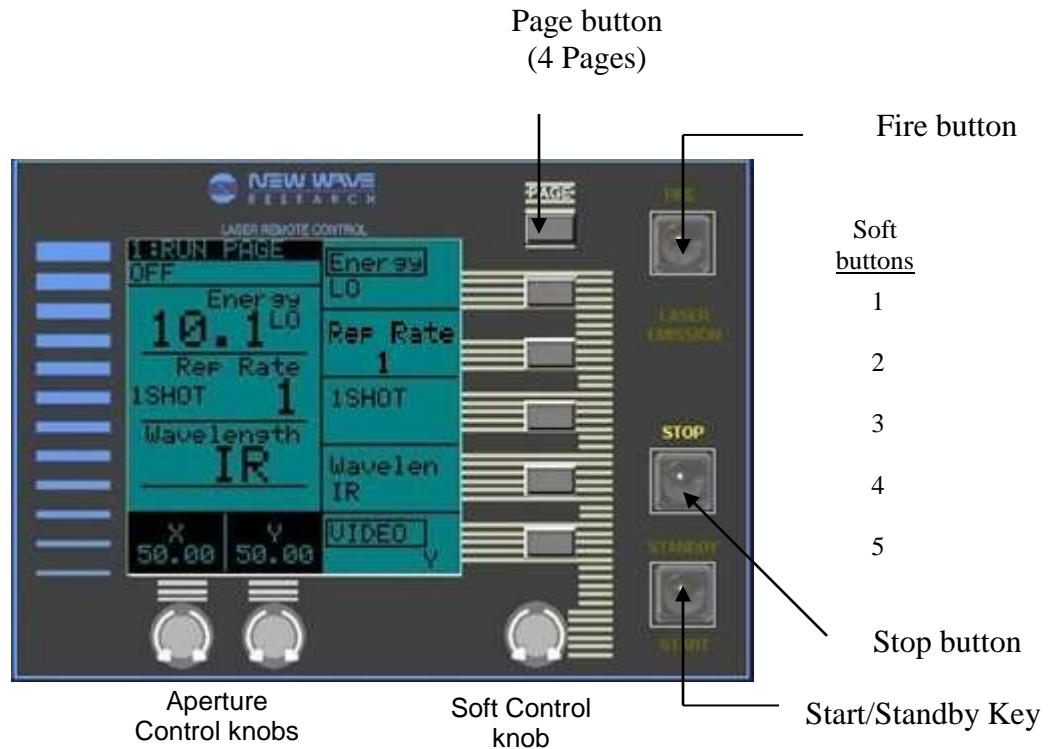 Page button
(4 Pages)
Fire button
NEW WAVE
RESEARCH
LASER REMOTE CONTROL
PAGE
FIRE
1:RUN PAGE
OFF
Energy
10.1 LO
Rep Rate
1SHOT 1
Wavelength
IR
X
50.00
Y
50.00
Energy
LO
Rep Rate
1
1SHOT
Wavelen
IR
VIDEO
Y
LASER
EMISSION
STOP
STANDBY
START
Soft
buttons
1
2
3
4
5
Stop button
Start/Standby Key
Aperture
Control knobs
Soft Control
knob